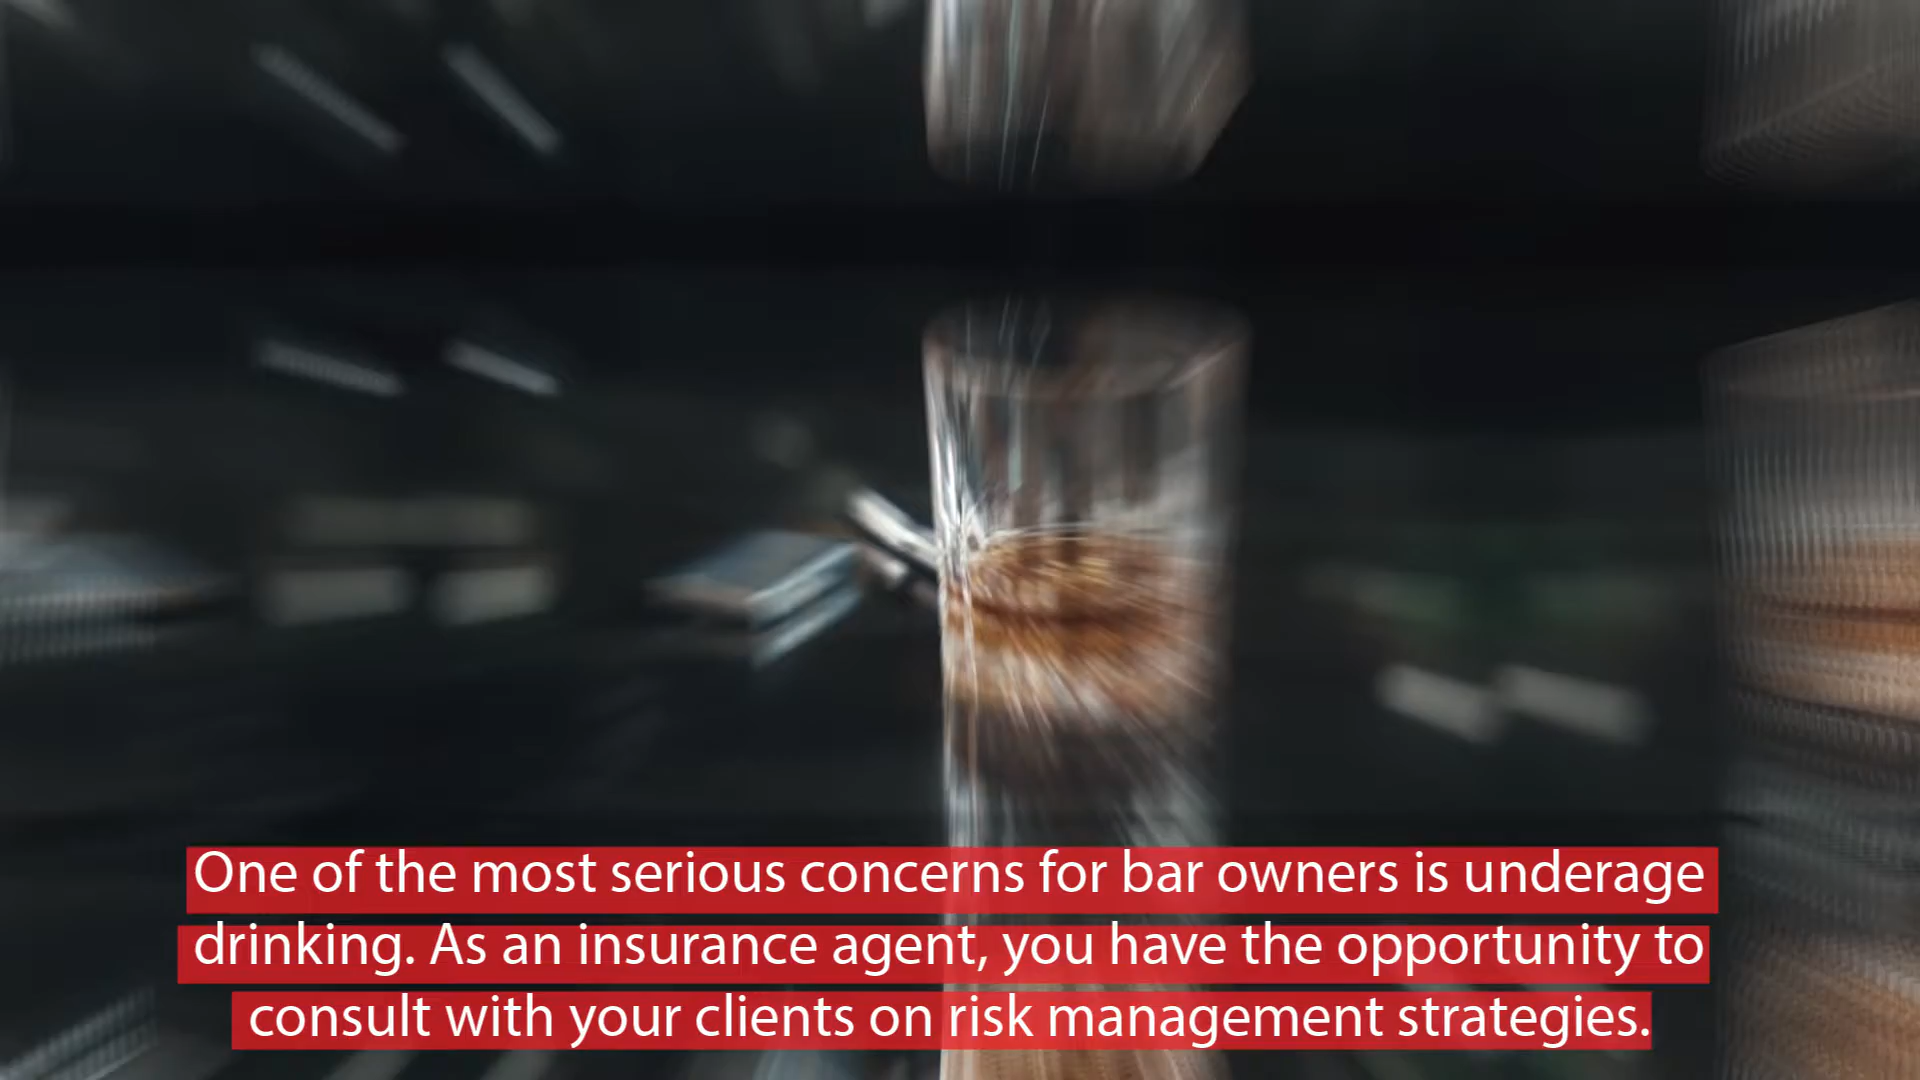 One of the most serious concerns for bar owners is underage
drinking. As an insurance agent, you have the opportunity to
consult with your clients on risk management strategies.